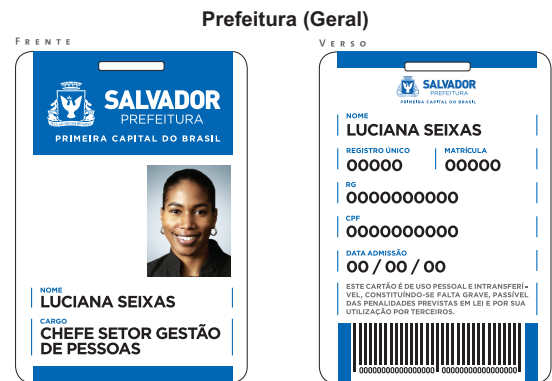 Prefeitura (Geral)
FRENTE
SALVADOR
PREFEITURA
PRIMEIRA CAPITAL DO BRASIL
NOME
LUCIANA SEIXAS
CARGO
CHEFE SETOR GESTÃO
DE PESSOAS
VERSO
SALVADOR
PREFEITURA
PRIMEIRA CAPITAL DO BRASIL
NOME
LUCIANA SEIXAS
REGISTRO ÚNICO MATRÍCULA
00000 00000
RG
0000000000
CPF
0000000000
DATA ADMISSÃO
00 / 00 / 00
ESTE CARTÃO É DE USO PESSOAL E INTRANSFERÍ-
VEL, CONSTITUÍNDO-SE FALTA GRAVE, PASSÍVEL
DAS PENALIDADES PREVISTAS EM LEI E POR SUA
UTILIZAÇÃO POR TERCEIROS.
0000000000000000 0000000000000000